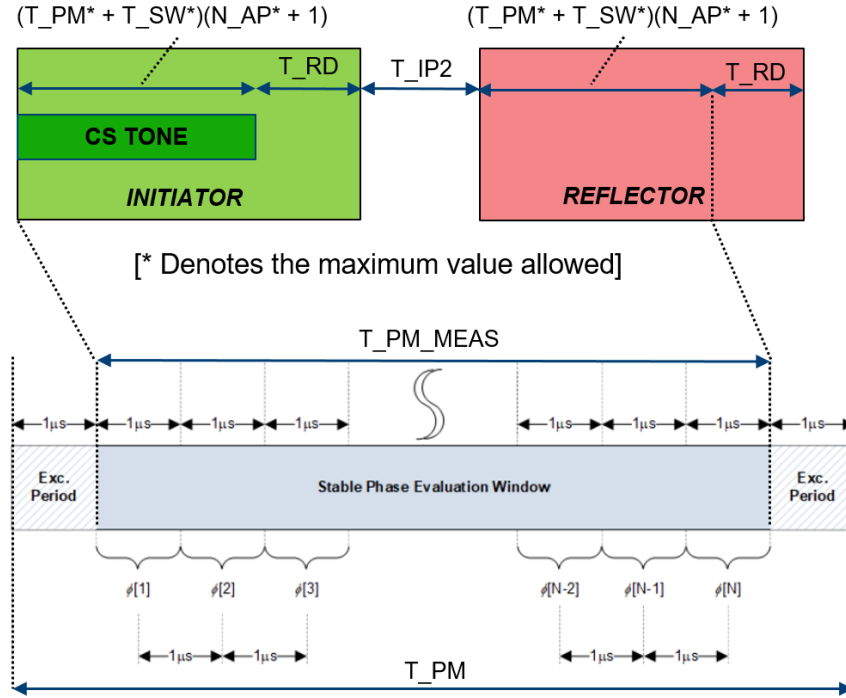 (T_PM* + T_SW*)(N_AP* + 1)
(T_PM* + T_SW*)(N_AP* + 1)
T_RD
T_IP2
T_RD
CS TONE
INITIATOR
REFLECTOR
[* Denotes the maximum value allowed]
T_PM_MEAS
1µs
1µs
1µs
1µs
1µs
1µs
1µs
1µs
Exc.
Period
Stable Phase Evaluation Window
Exc.
Period
ϕ[1]
ϕ[2]
ϕ[3]
ϕ[N-2]
ϕ[N-1]
ϕ[N]
1µs
1µs
1µs
1µs
T_PM